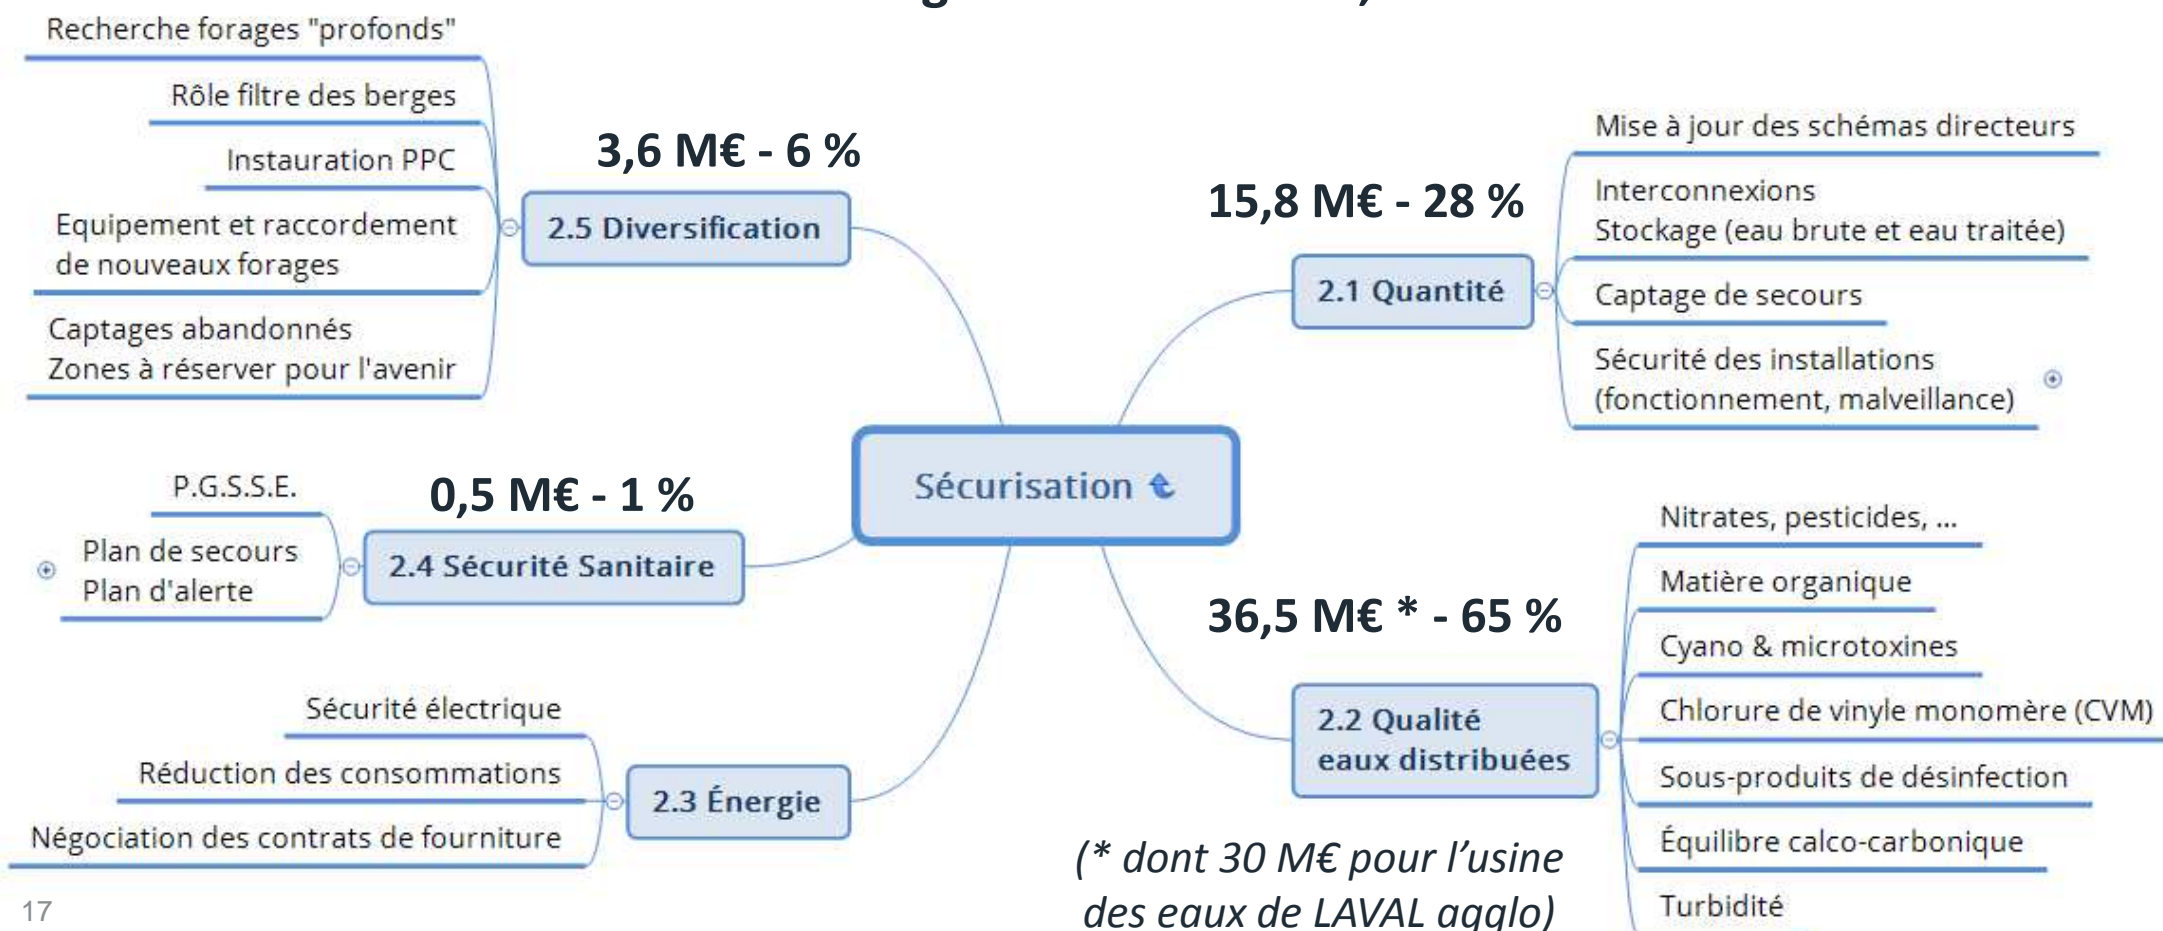 Recherche forages "profonds"
Rôle filtre des berges
Instauration PPC
Equipement et raccordement
de nouveaux forages
Captages abandonnés
Zones à réserver pour l'avenir
3,6 M€ - 6 %
2.5 Diversification
15,8 M€ - 28 %
2.1 Quantité
Mise à jour des schémas directeurs
Interconnexions
Stockage (eau brute et eau traitée)
Captage de secours
Sécurité des installations
(fonctionnement, malveillance)
Sécurisation
P.G.S.S.E.
Plan de secours
Plan d'alerte
0,5 M€ - 1 %
2.4 Sécurité Sanitaire
36,5 M€ * - 65 %
2.2 Qualité
eaux distribuées
Nitrates, pesticides, ...
Matière organique
Cyano & microtoxines
Chlorure de vinyle monomère (CVM)
Sous-produits de désinfection
Équilibre calco-carbonique
Turbidité
Sécurité électrique
Réduction des consommations
Négociation des contrats de fourniture
2.3 Énergie
(* dont 30 M€ pour l'usine
des eaux de LAVAL agglo)
17